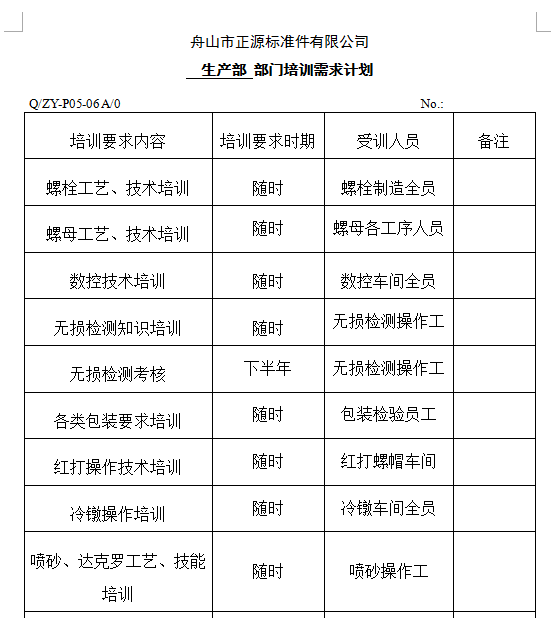 舟山市正源标准件有限公司
生产部 部门培训需求计划
Q/ZY-P05-06 A/0 No.:
培训要求内容 培训要求时期 受训人员 备注
螺栓工艺、技术培训 随时 螺栓制造全员
螺母工艺、技术培训 随时 螺母各工序人员
数控技术培训 随时 数控车间全员
无损检测知识培训 随时 无损检测操作工
无损检测考核 下半年 无损检测操作工
各类包装要求培训 随时 包装检验员工
红打操作技术培训 随时 红打螺帽车间
冷镦操作培训 随时 冷镦车间全员
喷砂、达克罗工艺、技能
培训 随时 喷砂操作工